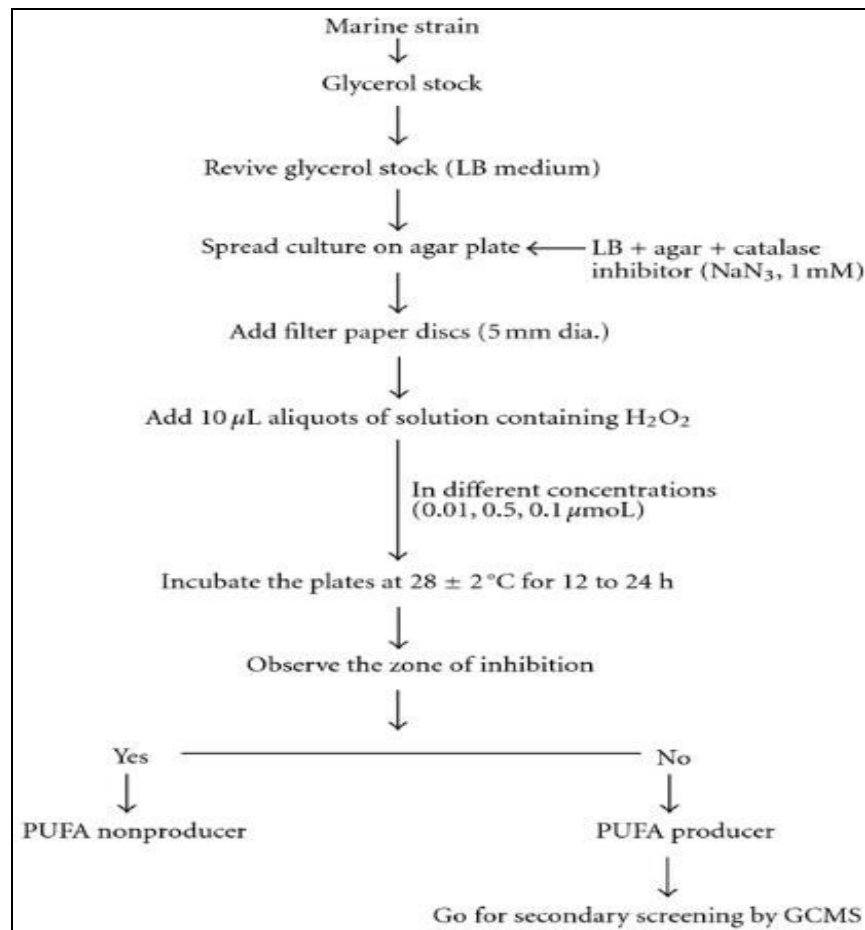 Marine strain
Glycerol stock
Revive glycerol stock (LB medium)
Spread culture on agar plate
LB + agar + catalase
inhibitor (NaN₃, 1 mM)
Add filter paper discs (5 mm dia.)
Add 10 μL aliquots of solution containing H₂O₂
In different concentrations
(0.01, 0.5, 0.1 μmoL)
Incubate the plates at 28 ± 2 °C for 12 to 24 h
Observe the zone of inhibition
Yes
No
PUFA nonproducer
PUFA producer
Go for secondary screening by GCMS